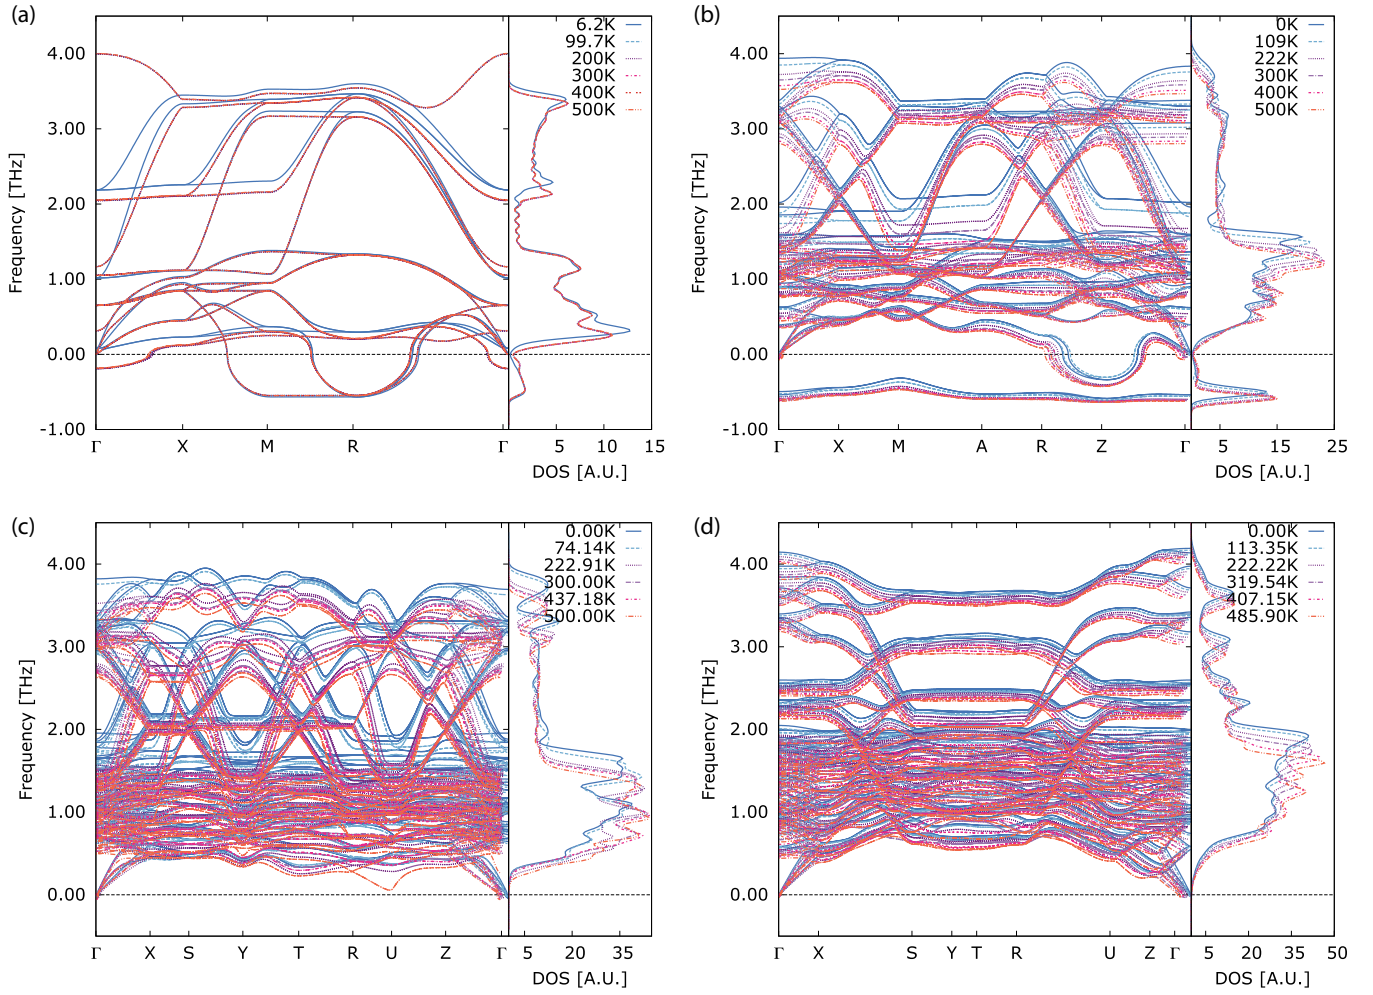 (a)
Frequency [THz]
4.00
3.00
2.00
1.00
0.00
-1.00
Γ X M R Γ
5 10 15
DOS [A.U.]
6.2K
99.7K
200K
300K
400K
500K
(b)
Frequency [THz]
4.00
3.00
2.00
1.00
0.00
-1.00
Γ X M A R Z Γ
5 15 25
DOS [A.U.]
0K
109K
222K
300K
400K
500K
(c)
Frequency [THz]
4.00
3.00
2.00
1.00
0.00
Γ X S Y T R U Z Γ
5 20 35
DOS [A.U.]
0.00K
74.14K
222.91K
300.00K
437.18K
500.00K
(d)
Frequency [THz]
4.00
3.00
2.00
1.00
0.00
Γ X S Y T R U Z Γ
5 20 35 50
DOS [A.U.]
0.00K
113.35K
222.22K
319.54K
407.15K
485.90K